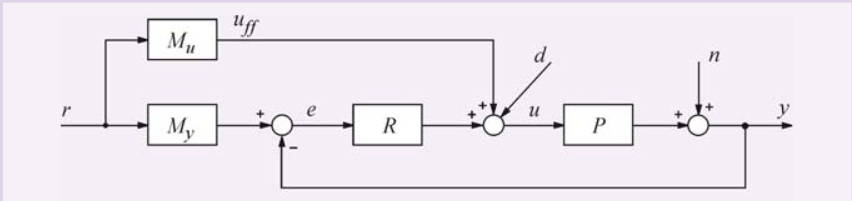 M_u
u_ff
d
n
r
M_y
+
e
R
+
+
u
P
+
+
y
-